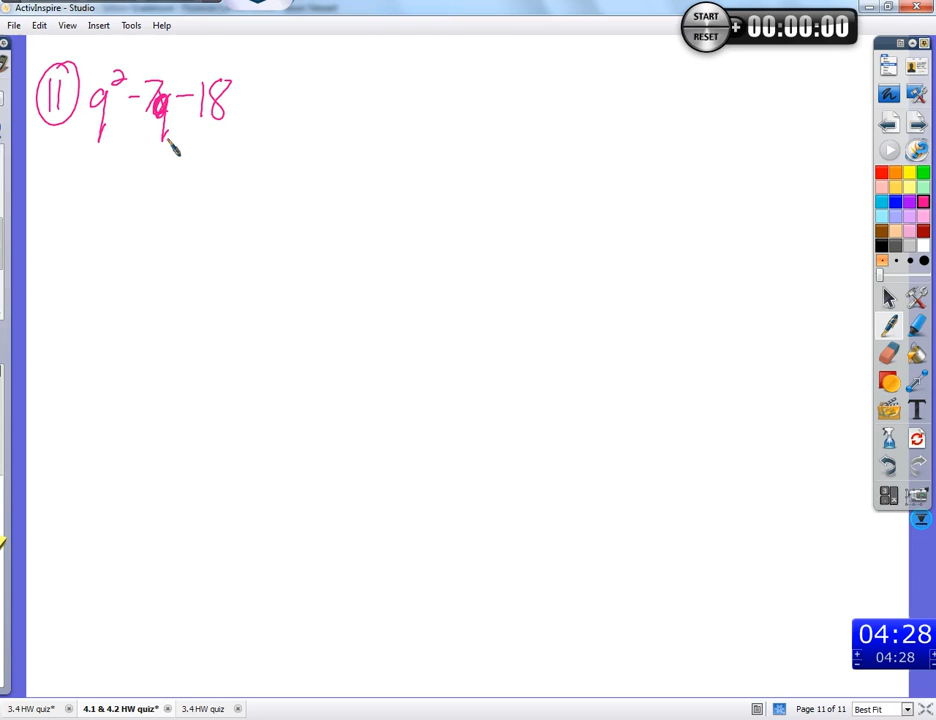 ActivInspire - Studio
START
RESET
00:00:00
File Edit View Insert Tools Help
11 q² -7q -18
T
04:28
04:28
3.4 HW quiz* 4.1 & 4.2 HW quiz* 3.4 HW quiz
Page 11 of 11 Best Fit